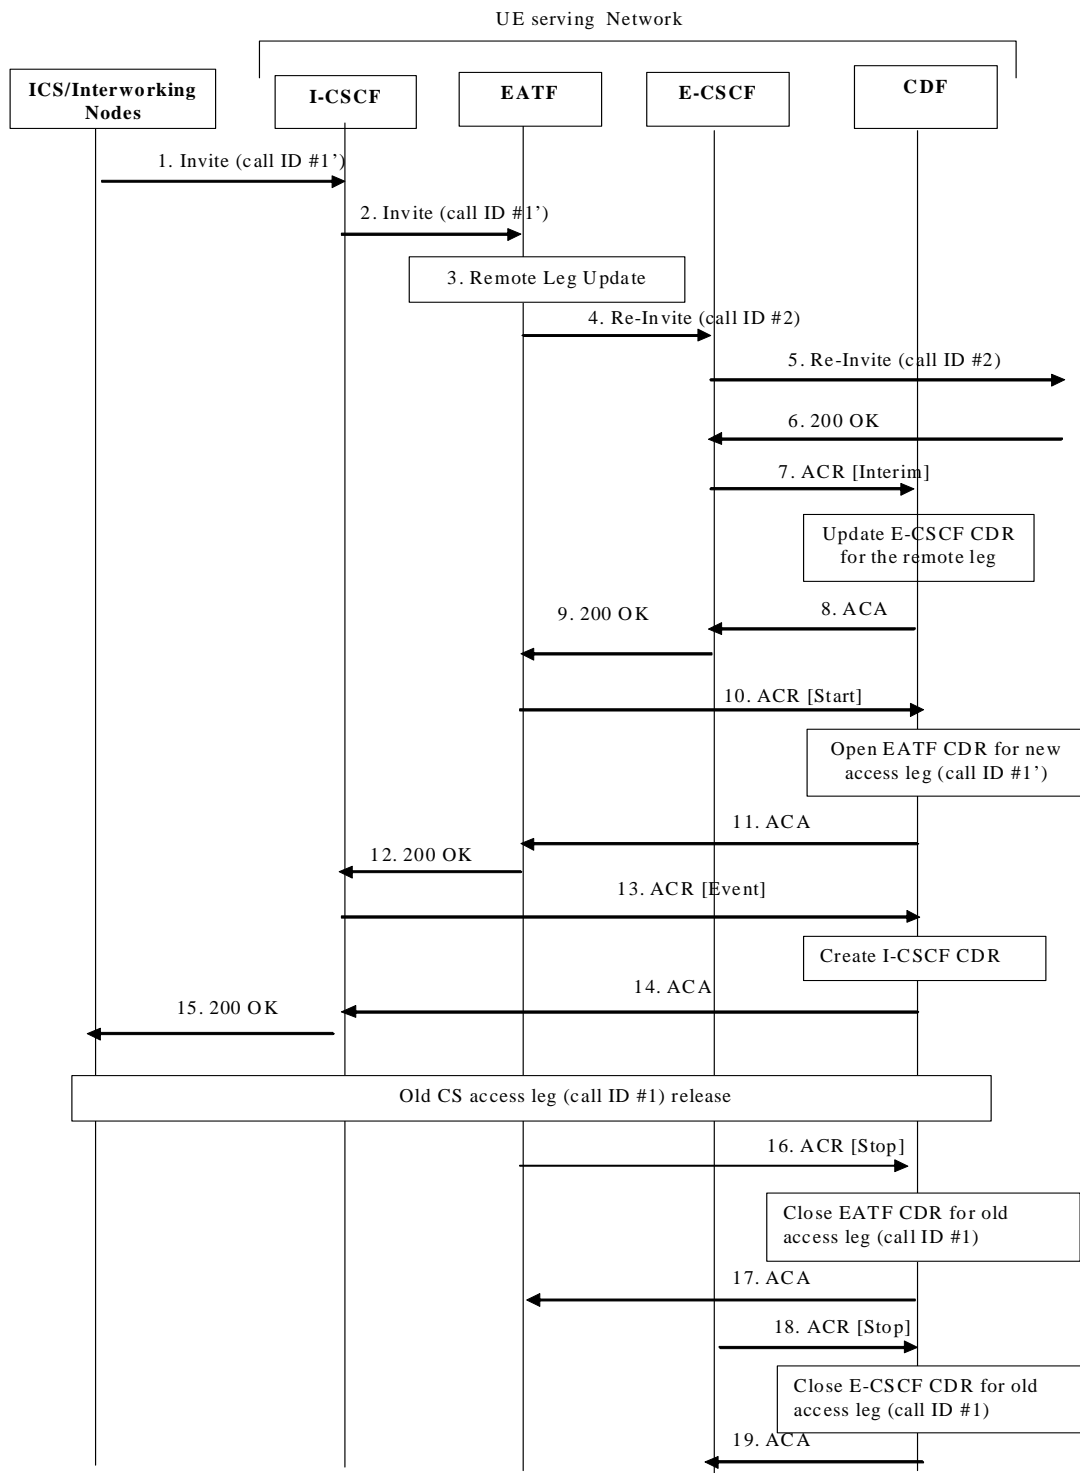 UE serving Network
ICS/Interworking
Nodes
I-CSCF
EATF
E-CSCF
CDF
1. Invite (call ID #1’)
2. Invite (call ID #1’)
3. Remote Leg Update
4. Re-Invite (call ID #2)
5. Re-Invite (call ID #2)
6. 200 OK
7. ACR [Interim]
Update E-CSCF CDR
for the remote leg
8. ACA
9. 200 OK
10. ACR [Start]
Open EATF CDR for new
access leg (call ID #1’)
11. ACA
12. 200 OK
13. ACR [Event]
Create I-CSCF CDR
14. ACA
15. 200 OK
Old CS access leg (call ID #1) release
16. ACR [Stop]
Close EATF CDR for old
access leg (call ID #1)
17. ACA
18. ACR [Stop]
Close E-CSCF CDR for old
access leg (call ID #1)
19. ACA